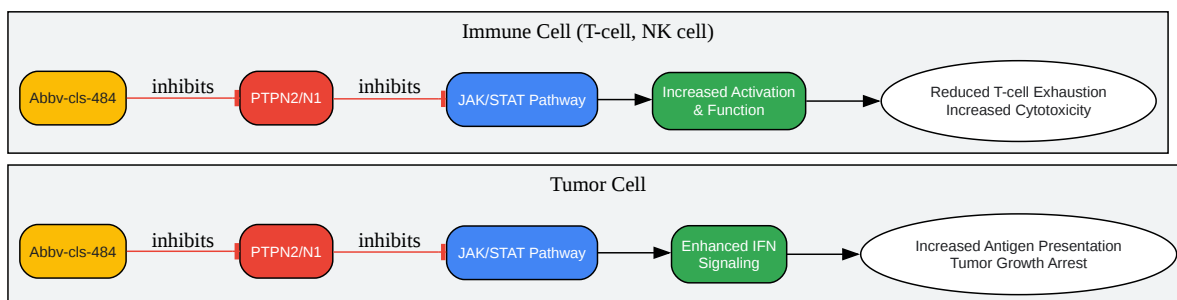 Immune Cell (T-cell, NK cell)
Abbv-cls-484
inhibits
PTPN2/N1
inhibits
JAK/STAT Pathway
Increased Activation
& Function
Reduced T-cell Exhaustion
Increased Cytotoxicity
Tumor Cell
Abbv-cls-484
inhibits
PTPN2/N1
inhibits
JAK/STAT Pathway
Enhanced IFN
Signaling
Increased Antigen Presentation
Tumor Growth Arrest